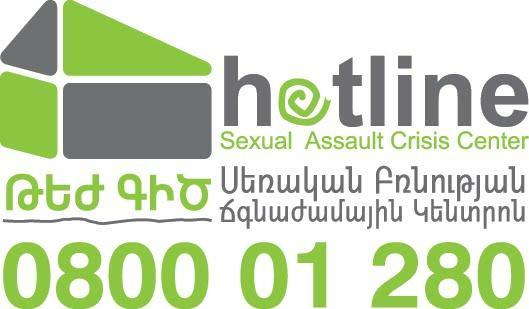 hotline
Sexual Assault Crisis Center
ԹԵԺ ԳԻԾ
Սեռական Բռնության
Ճգնաժամային Կենտրոն
0800 01 280